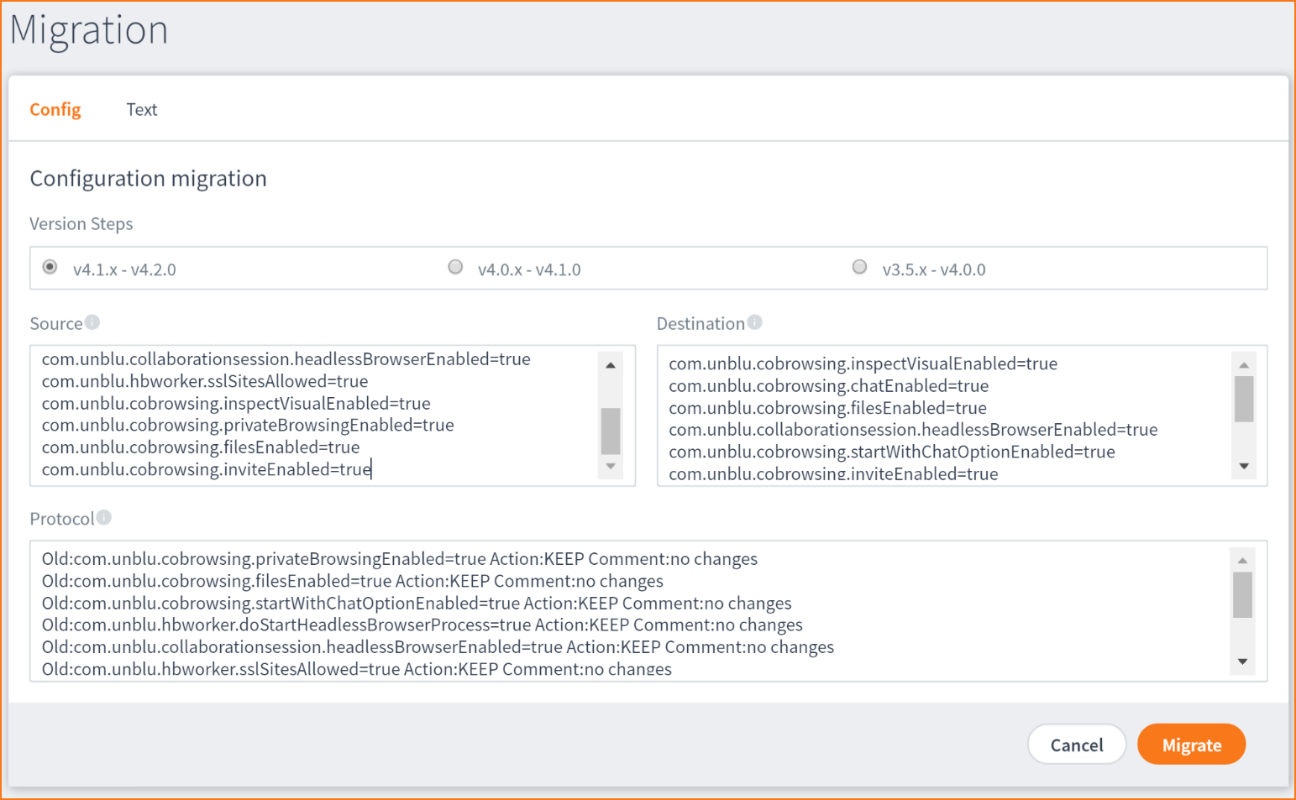 Migration
Config Text
Configuration migration
Version Steps
v4.1.x - v4.2.0 v4.0.x - v4.1.0 v3.5.x - v4.0.0
Source
com.unblu.collaborationsession.headlessBrowserEnabled=true
com.unblu.hbworker.sslSitesAllowed=true
com.unblu.cobrowsing.inspectVisualEnabled=true
com.unblu.cobrowsing.privateBrowsingEnabled=true
com.unblu.cobrowsing.filesEnabled=true
com.unblu.cobrowsing.inviteEnabled=true
Destination
com.unblu.cobrowsing.inspectVisualEnabled=true
com.unblu.cobrowsing.chatEnabled=true
com.unblu.cobrowsing.filesEnabled=true
com.unblu.collaborationsession.headlessBrowserEnabled=true
com.unblu.cobrowsing.startWithChatOptionEnabled=true
com.unblu.cobrowsing.inviteEnabled=true
Protocol
Old:com.unblu.cobrowsing.privateBrowsingEnabled=true Action:KEEP Comment:no changes
Old:com.unblu.cobrowsing.filesEnabled=true Action:KEEP Comment:no changes
Old:com.unblu.cobrowsing.startWithChatOptionEnabled=true Action:KEEP Comment:no changes
Old:com.unblu.hbworker.doStartHeadlessBrowserProcess=true Action:KEEP Comment:no changes
Old:com.unblu.collaborationsession.headlessBrowserEnabled=true Action:KEEP Comment:no changes
Old:com.unblu.hbworker.sslSitesAllowed=true Action:KEEP Comment:no changes
Cancel Migrate